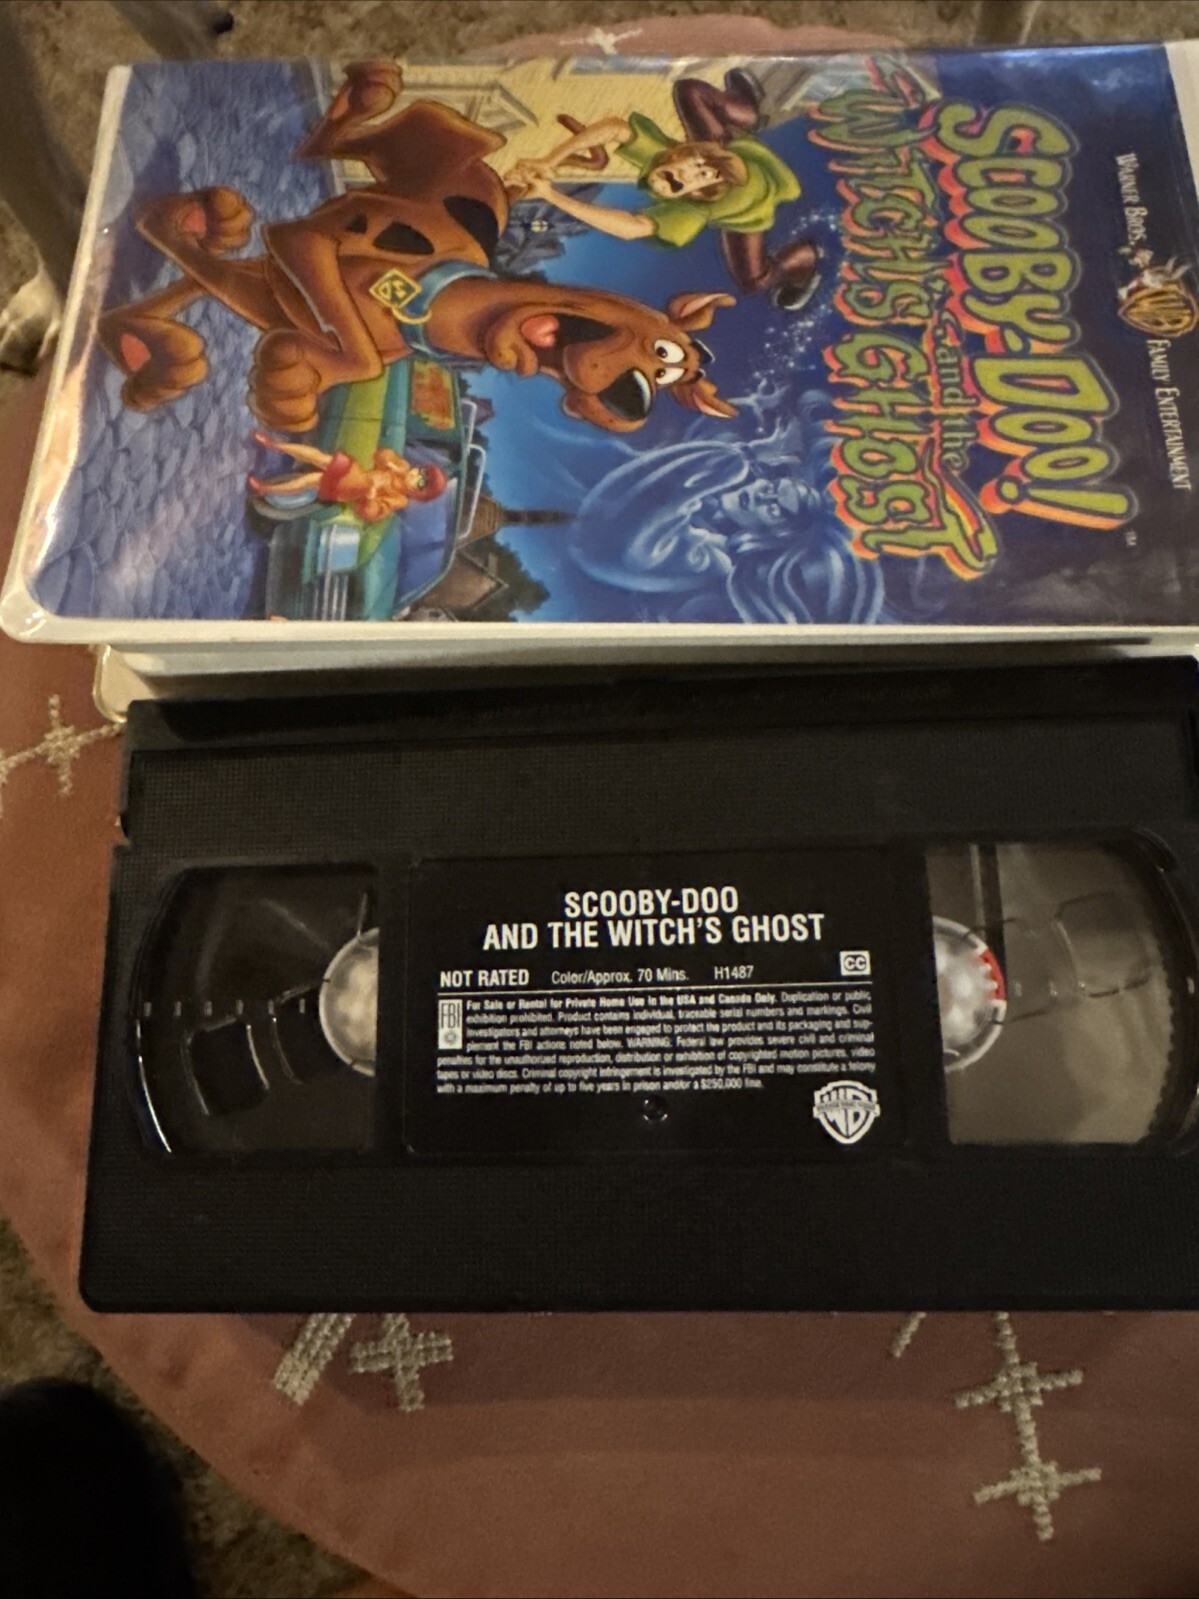 WARNER BROS. FAMILY ENTERTAINMENT
WB
SCOOBY-DOO!
TM
and the
WITCH'S GHOST
SD
SCOOBY-DOO
AND THE WITCH'S GHOST
NOT RATED Color/Approx. 70 Mins. H1487 CC
FBI
For Sale or Rental for Private Home Use in the USA and Canada Only. Duplication or public
exhibition prohibited. Product contains individual, traceable serial numbers and markings. Civil
investigators and attorneys have been engaged to protect the product and its packaging and sup-
plement the FBI actions noted below. WARNING: Federal law provides severe civil and criminal
penalties for the unauthorized reproduction, distribution or exhibition of copyrighted motion pictures, video
tapes or video discs. Criminal copyright infringement is investigated by the FBI and may constitute a felony
with a maximum penalty of up to five years in prison and/or a $250,000 fine.
WB